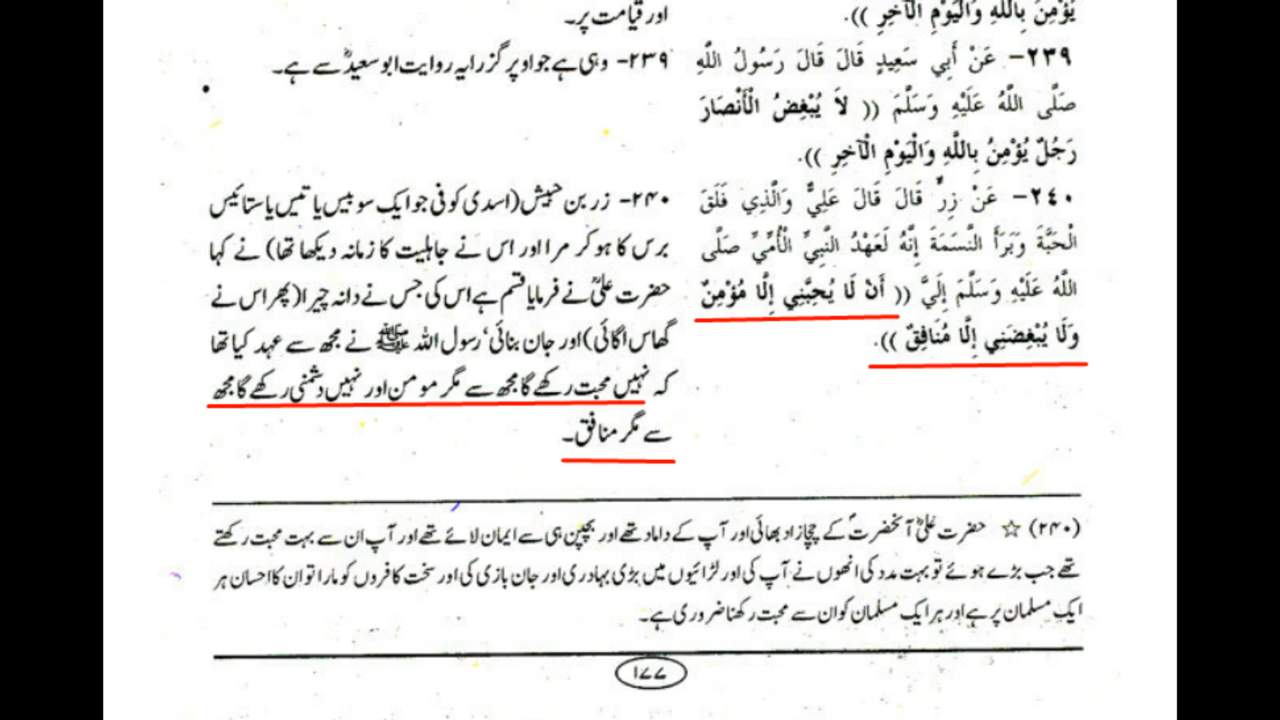 يُؤْمِنُ بِاللَّهِ وَالْيَوْمِ الْآخِرِ )).
٢٣٩- عَنْ أَبِي سَعِيدٍ قَالَ قَالَ رَسُولُ اللَّهِ
صَلَّى اللَّهُ عَلَيْهِ وَسَلَّمَ (( لَا يُبْغِضُ الْأَنْصَارَ
رَجُلٌ يُؤْمِنُ بِاللَّهِ وَالْيَوْمِ الْآخِرِ )).
٢٤٠- عَنْ زِرٍّ قَالَ قَالَ عَلِيٌّ وَالَّذِي فَلَقَ
الْحَبَّةَ وَبَرَأَ النَّسَمَةَ إِنَّهُ لَعَهْدُ النَّبِيِّ الْأُمِّيِّ صَلَّى
اللهُ عَلَيْهِ وَسَلَّمَ إِلَيَّ (( أَنْ لَا يُحِبَّنِي إِلَّا مُؤْمِنٌ
وَلَا يُبْغِضَنِي إِلَّا مُنَافِقٌ )).
اور قیامت پر۔
۲۳۹- وہی ہے جو اوپر گزرا یہ روایت ابو سعیدؓ سے ہے۔
۲۴۰- زر بن حبیش (اسدی کوفی جو ایک سو بیس یا تیس یا ستائیس
برس کا ہو کر مرا اور اس نے جاہلیت کا زمانہ دیکھا تھا) نے کہا
حضرت علیؓ نے فرمایا قسم ہے اس کی جس نے دانہ چیرا (پھر اس نے
گھاس اگائی) اور جان بنائی‘ رسول اللہ ﷺ نے مجھ سے عہد کیا تھا
کہ نہیں محبت رکھے گا مجھ سے مگر مومن اور نہیں دشمنی رکھے گا مجھ
سے مگر منافق۔
(۲۴۰) ☆ حضرت علیؓ آنحضرتؐ کے چچازاد بھائی اور آپ کے داماد تھے اور بچپن ہی سے ایمان لائے تھے اور آپ ان سے بہت محبت رکھتے
تھے جب بڑے ہوئے تو بہت مدد کی انھوں نے آپ کی اور لڑائیوں میں بڑی بہادری اور جان بازی کی اور سخت کافروں کو مارا تو ان کا احسان ہر
ایک مسلمان پر ہے اور ہر ایک مسلمان کو ان سے محبت رکھنا ضروری ہے۔
۱۷۷